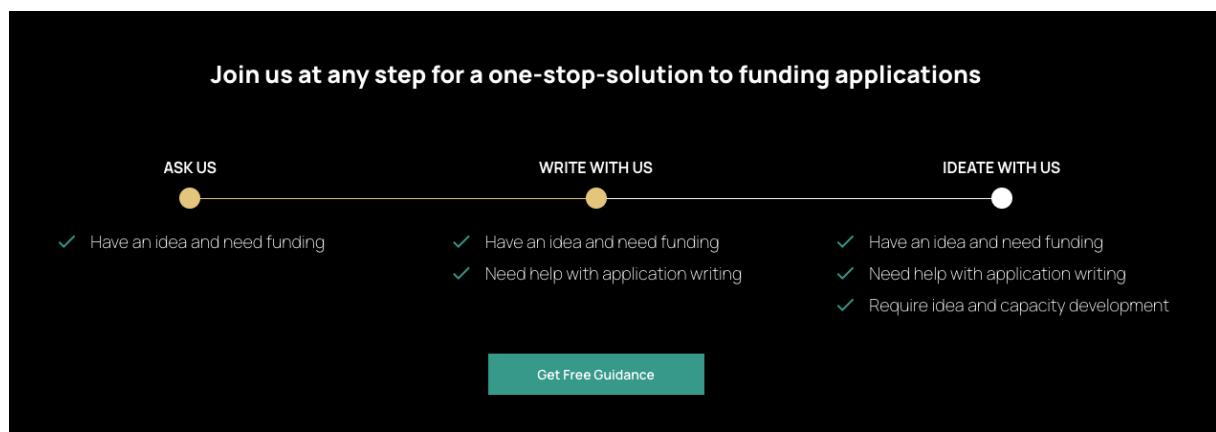 Join us at any step for a one-stop-solution to funding applications
ASK US
Have an idea and need funding
WRITE WITH US
Have an idea and need funding
Need help with application writing
IDEATE WITH US
Have an idea and need funding
Need help with application writing
Require idea and capacity development
Get Free Guidance